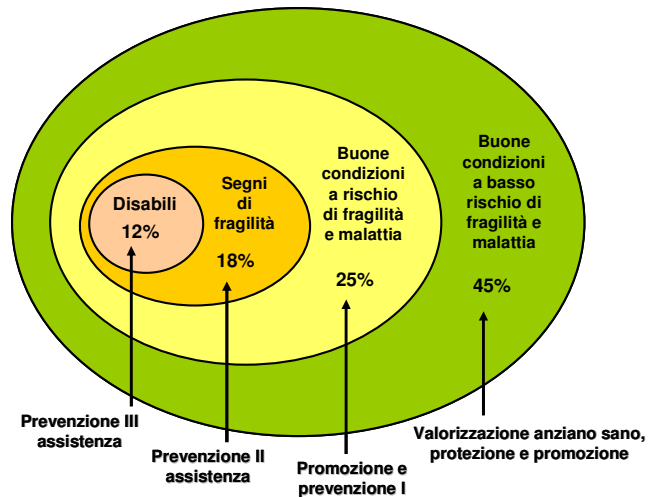 Disabili
12%
Segni
di
fragilità
18%
Buone
condizioni
a rischio
di fragilità
e malattia
25%
Buone
condizioni
a basso
rischio di
fragilità e
malattia
45%
Prevenzione III
assistenza
Prevenzione II
assistenza
Promozione e
prevenzione I
Valorizzazione anziano sano,
protezione e promozione